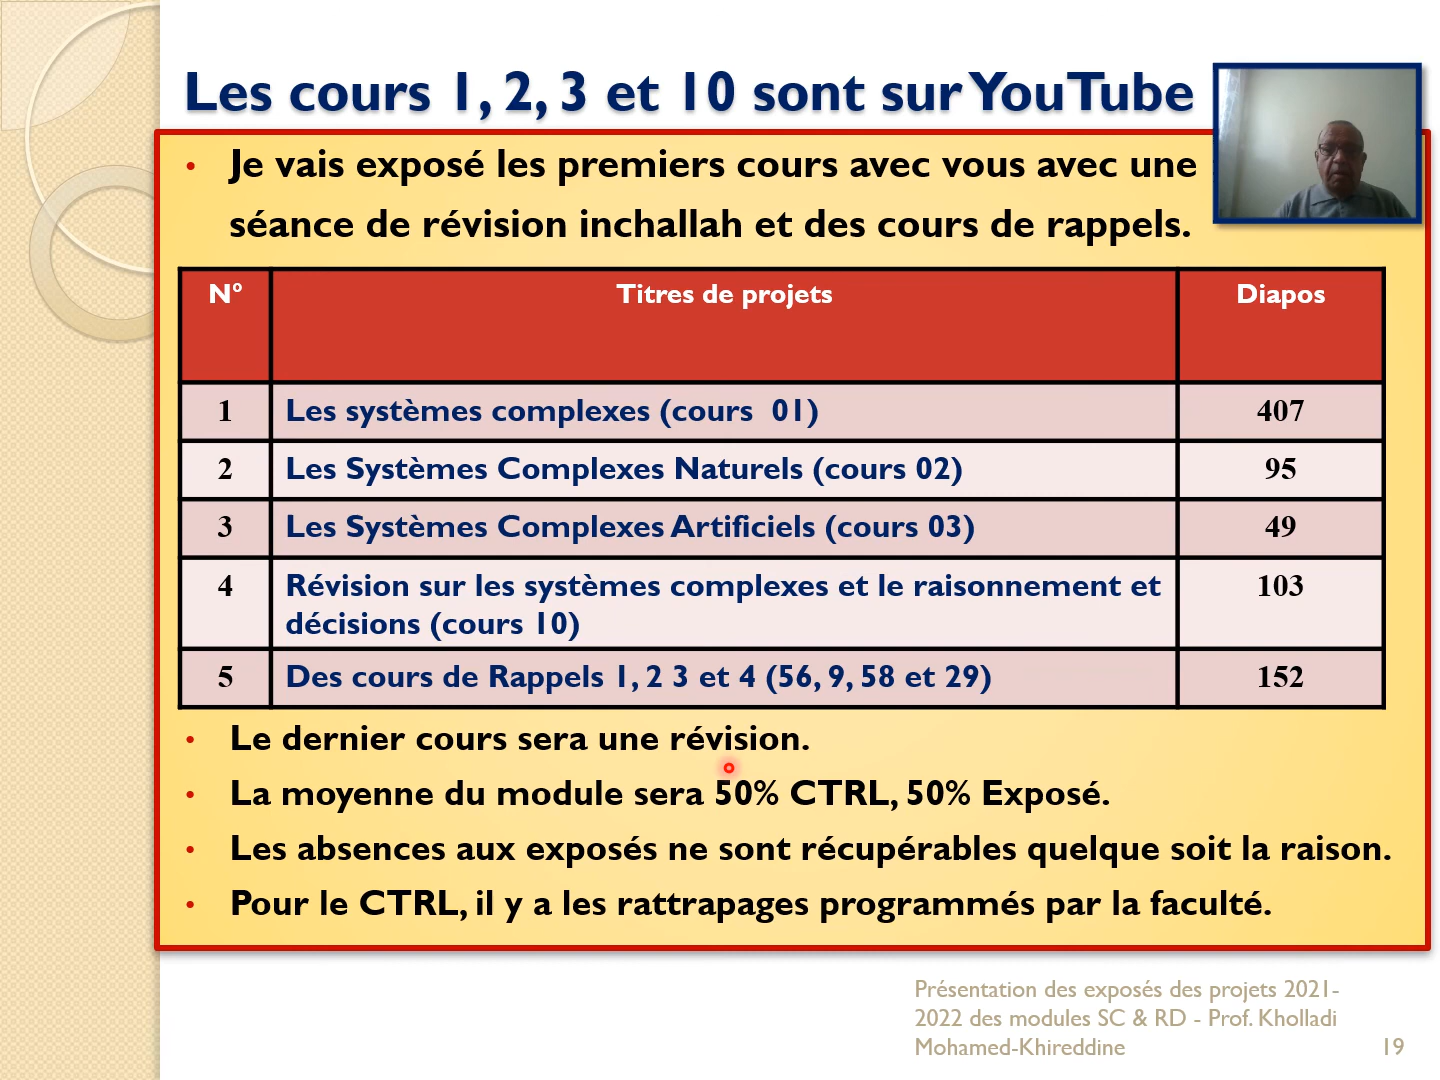 Les cours 1, 2, 3 et 10 sont sur YouTube
• Je vais exposé les premiers cours avec vous avec une
séance de révision inchallah et des cours de rappels.
N° Titres de projets Diapos
1 Les systèmes complexes (cours 01) 407
2 Les Systèmes Complexes Naturels (cours 02) 95
3 Les Systèmes Complexes Artificiels (cours 03) 49
4 Révision sur les systèmes complexes et le raisonnement et 103
décisions (cours 10)
5 Des cours de Rappels 1, 2 3 et 4 (56, 9, 58 et 29) 152
• Le dernier cours sera une révision.
• La moyenne du module sera 50% CTRL, 50% Exposé.
• Les absences aux exposés ne sont récupérables quelque soit la raison.
• Pour le CTRL, il y a les rattrapages programmés par la faculté.
Présentation des exposés des projets 2021-
2022 des modules SC & RD - Prof. Kholladi
Mohamed-Khireddine 19